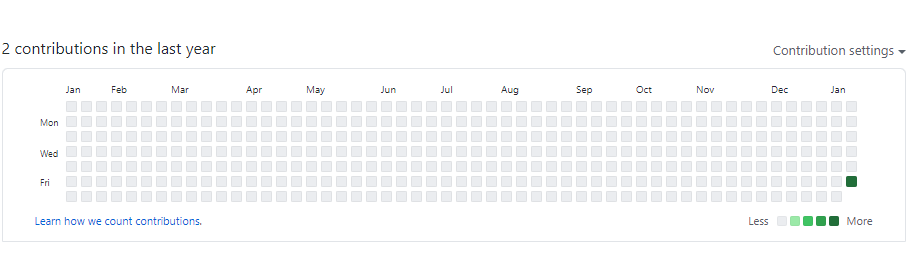 2 contributions in the last year
Contribution settings
Jan Feb Mar Apr May Jun Jul Aug Sep Oct Nov Dec Jan
Mon
Wed
Fri
Learn how we count contributions.
Less More